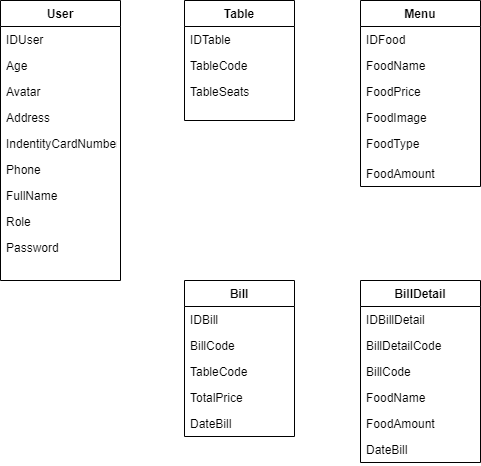 User
IDUser
Age
Avatar
Address
IndentityCardNumbe
Phone
FullName
Role
Password
Table
IDTable
TableCode
TableSeats
Menu
IDFood
FoodName
FoodPrice
FoodImage
FoodType
FoodAmount
Bill
IDBill
BillCode
TableCode
TotalPrice
DateBill
BillDetail
IDBillDetail
BillDetailCode
BillCode
FoodName
FoodAmount
DateBill